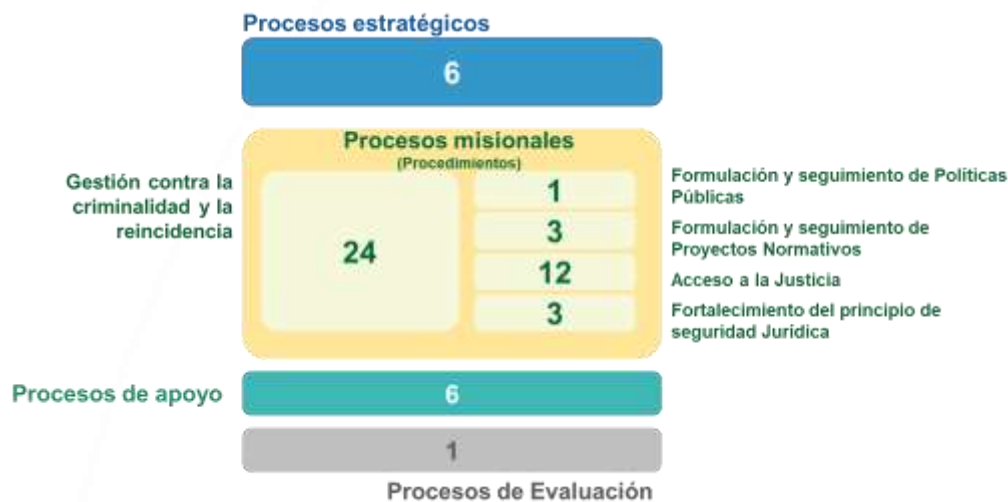 Procesos estratégicos
6
Procesos misionales
(Procedimientos)
Gestión contra la
criminalidad y la
reincidencia
24
1
Formulación y seguimiento de Políticas
Públicas
3
Formulación y seguimiento de
Proyectos Normativos
12
Acceso a la Justicia
3
Fortalecimiento del principio de
seguridad Jurídica
Procesos de apoyo
6
1
Procesos de Evaluación